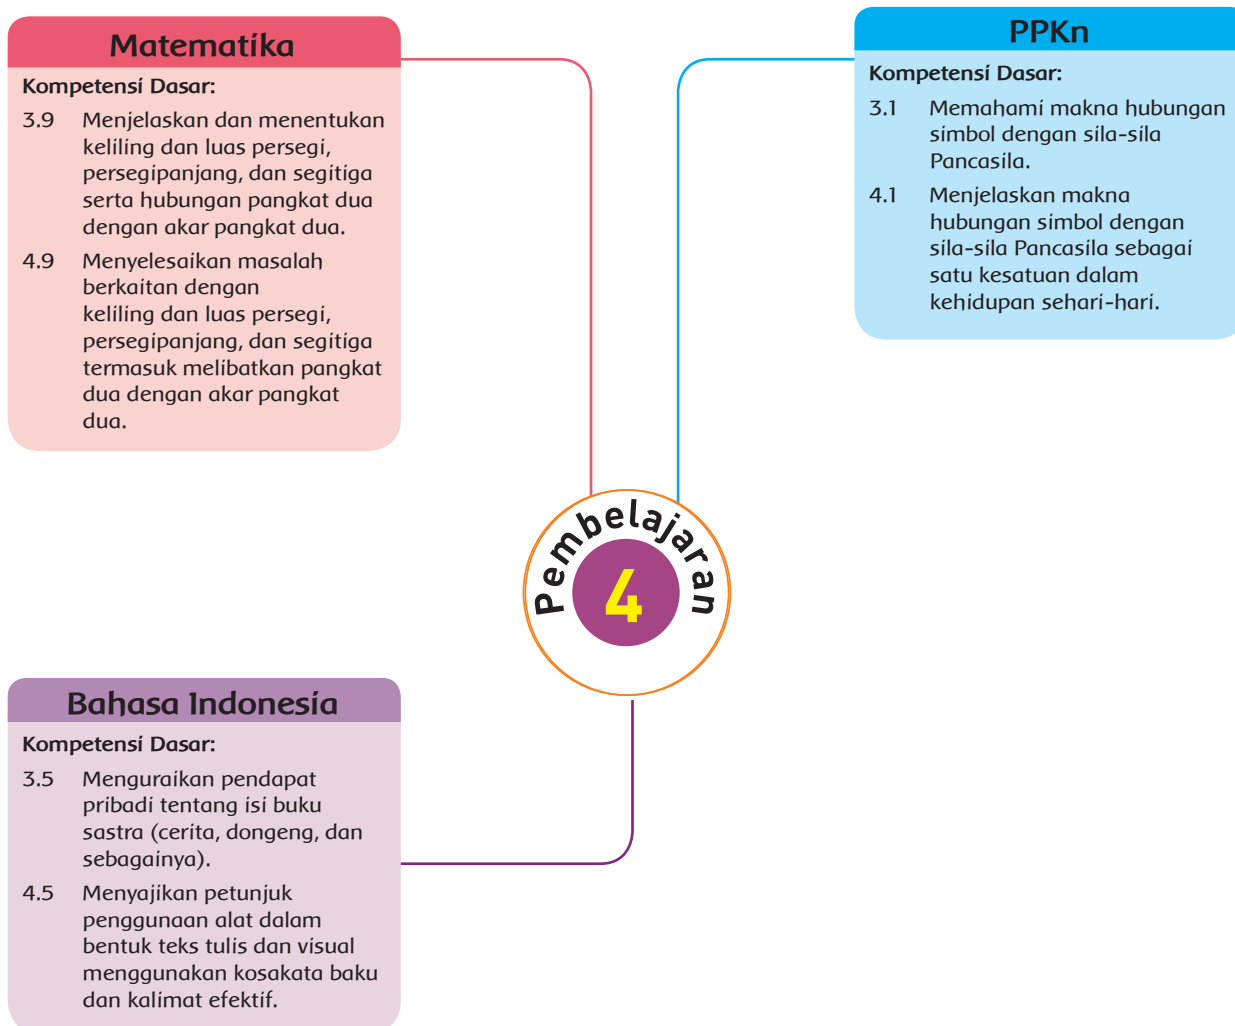 Matematika
Kompetensi Dasar:
3.9 Menjelaskan dan menentukan
keliling dan luas persegi,
persegipanjang, dan segitiga
serta hubungan pangkat dua
dengan akar pangkat dua.
4.9 Menyelesaikan masalah
berkaitan dengan
keliling dan luas persegi,
persegipanjang, dan segitiga
termasuk melibatkan pangkat
dua dengan akar pangkat
dua.
PPKn
Kompetensi Dasar:
3.1 Memahami makna hubungan
simbol dengan sila-sila
Pancasila.
4.1 Menjelaskan makna
hubungan simbol dengan
sila-sila Pancasila sebagai
satu kesatuan dalam
kehidupan sehari-hari.
Pembelajaran
4
Bahasa Indonesia
Kompetensi Dasar:
3.5 Menguraikan pendapat
pribadi tentang isi buku
sastra (cerita, dongeng, dan
sebagainya).
4.5 Menyajikan petunjuk
penggunaan alat dalam
bentuk teks tulis dan visual
menggunakan kosakata baku
dan kalimat efektif.